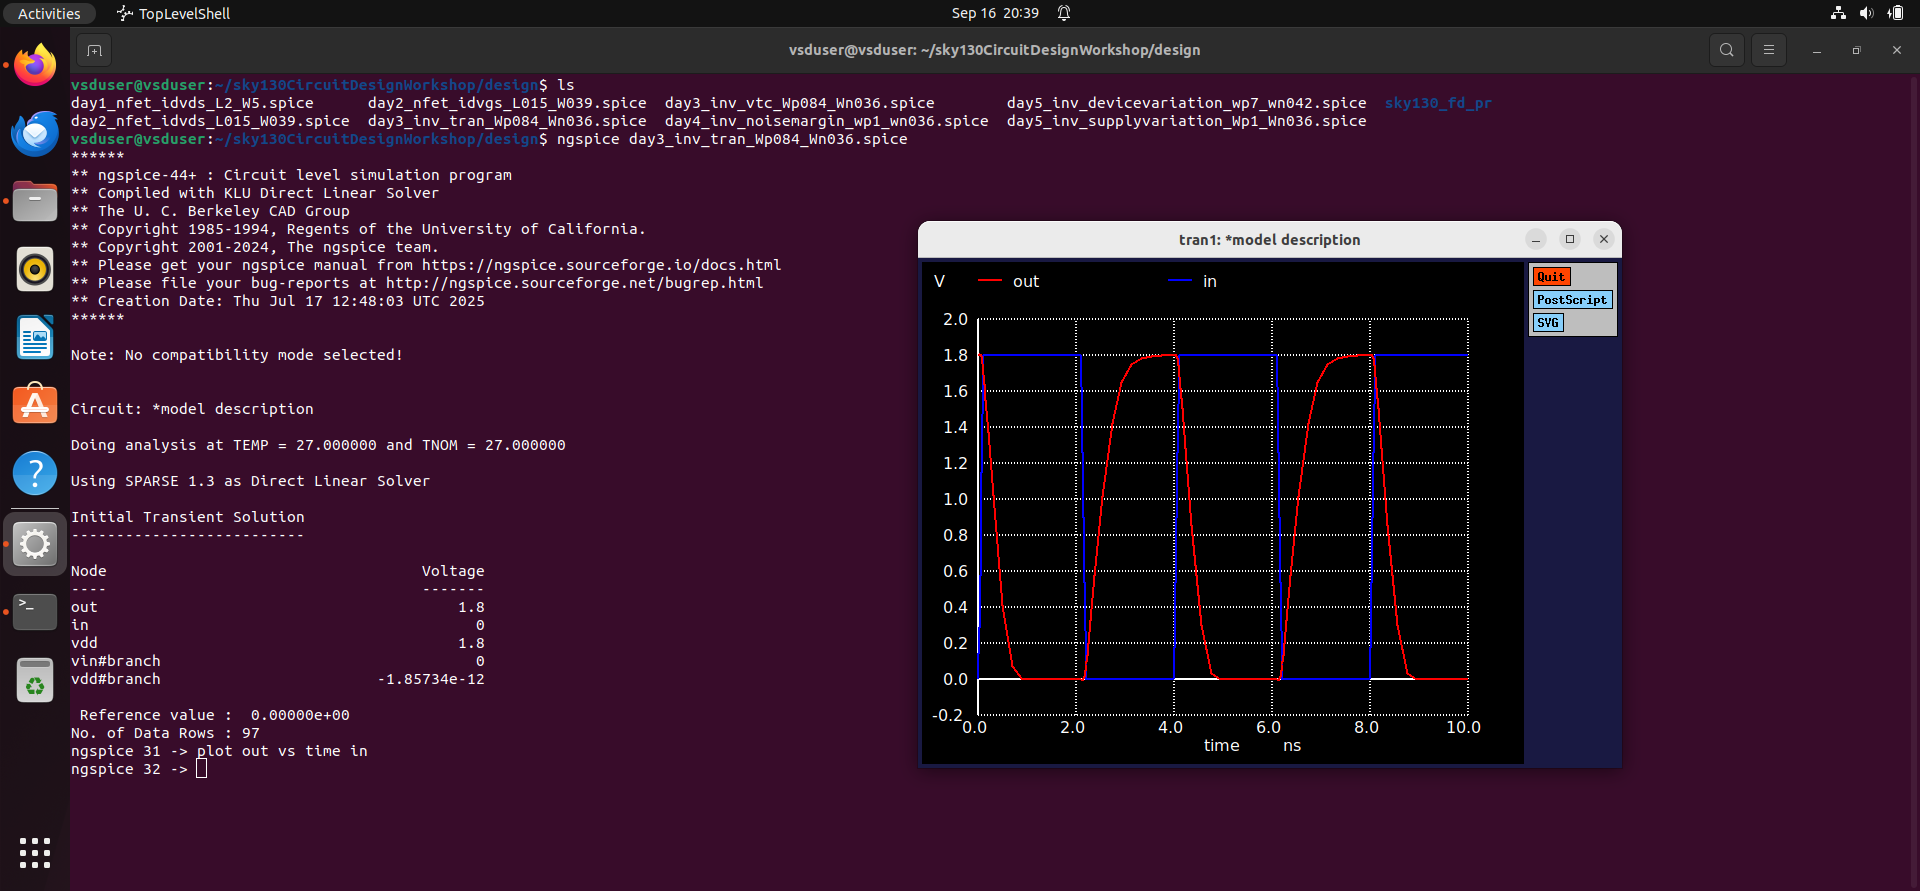 Activities TopLevelShell Sep 16 20:39
vsduser@vsduser: ~/sky130CircuitDesignWorkshop/design
vsduser@vsduser:~/sky130CircuitDesignWorkshop/design$ ls
day1_nfet_idvds_L2_W5.spice day2_nfet_idvgs_L015_W039.spice day3_inv_vtc_Wp084_Wn036.spice day5_inv_devicevariation_wp7_wn042.spice sky130_fd_pr
day2_nfet_idvds_L015_W039.spice day3_inv_tran_Wp084_Wn036.spice day4_inv_noisemargin_wp1_wn036.spice day5_inv_supplyvariation_Wp1_Wn036.spice
vsduser@vsduser:~/sky130CircuitDesignWorkshop/design$ ngspice day3_inv_tran_Wp084_Wn036.spice
******
** ngspice-44+ : Circuit level simulation program
** Compiled with KLU Direct Linear Solver
** The U. C. Berkeley CAD Group
** Copyright 1985-1994, Regents of the University of California.
** Copyright 2001-2024, The ngspice team.
** Please get your ngspice manual from https://ngspice.sourceforge.io/docs.html
** Please file your bug-reports at http://ngspice.sourceforge.net/bugrep.html
** Creation Date: Thu Jul 17 12:48:03 UTC 2025
******
Note: No compatibility mode selected!
Circuit: *model description
Doing analysis at TEMP = 27.000000 and TNOM = 27.000000
Using SPARSE 1.3 as Direct Linear Solver
Initial Transient Solution
--------------------------
Node Voltage
---- -------
out 1.8
in 0
vdd 1.8
vin#branch 0
vdd#branch -1.85734e-12
Reference value : 0.00000e+00
No. of Data Rows : 97
ngspice 31 -> plot out vs time in
ngspice 32 ->
tran1: *model description
V out in
Quit
PostScript
SVG
2.0
1.8
1.6
1.4
1.2
1.0
0.8
0.6
0.4
0.2
0.0
-0.2
0.0 2.0 4.0 6.0 8.0 10.0
time ns